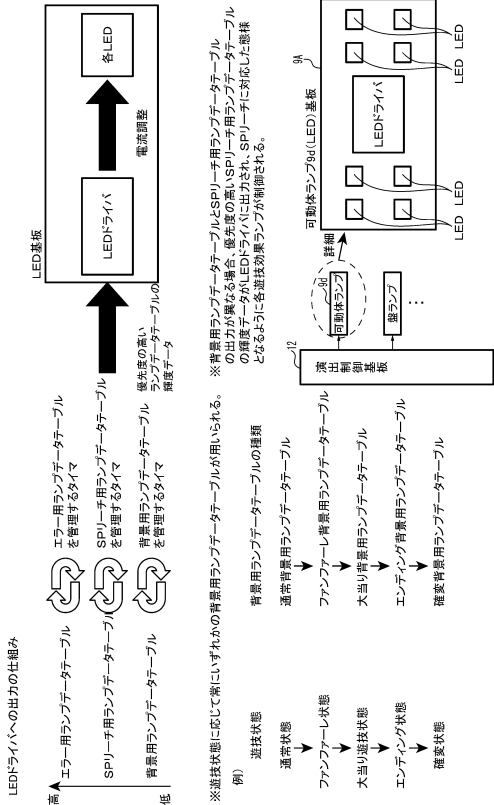 LEDドライバへの出力の仕組み
高
低
エラー用ランプデータテーブル
SPリーチ用ランプデータテーブル
背景用ランプデータテーブル
エラー用ランプデータテーブル
を管理するタイマ
SPリーチ用ランプデータテーブル
を管理するタイマ
背景用ランプデータテーブル
を管理するタイマ
優先度の高い
ランプデータテーブルの
輝度データ
LED基板
LEDドライバ
電流調整
各LED
※遊技状態に応じて常にいずれかの背景用ランプデータテーブルが用いられる。
例)
遊技状態
通常状態
ファンファーレ状態
大当り遊技状態
エンディング状態
確変状態
背景用ランプデータテーブルの種類
通常背景用ランプデータテーブル
ファンファーレ背景用ランプデータテーブル
大当り背景用ランプデータテーブル
エンディング背景用ランプデータテーブル
確変背景用ランプデータテーブル
※背景用ランプデータテーブルとSPリーチ用ランプデータテーブル
の出力が異なる場合、優先度の高いSPリーチ用ランプデータテーブル
の輝度データがLEDドライバに出力され、SPリーチに対応した態様
となるように各遊技効果ランプが制御される。
12
演出制御基板
9d
可動体ランプ
盤ランプ
⋮
詳細
可動体ランプ9d(LED)基板
9A
LEDドライバ
LED
LED
LED
LED